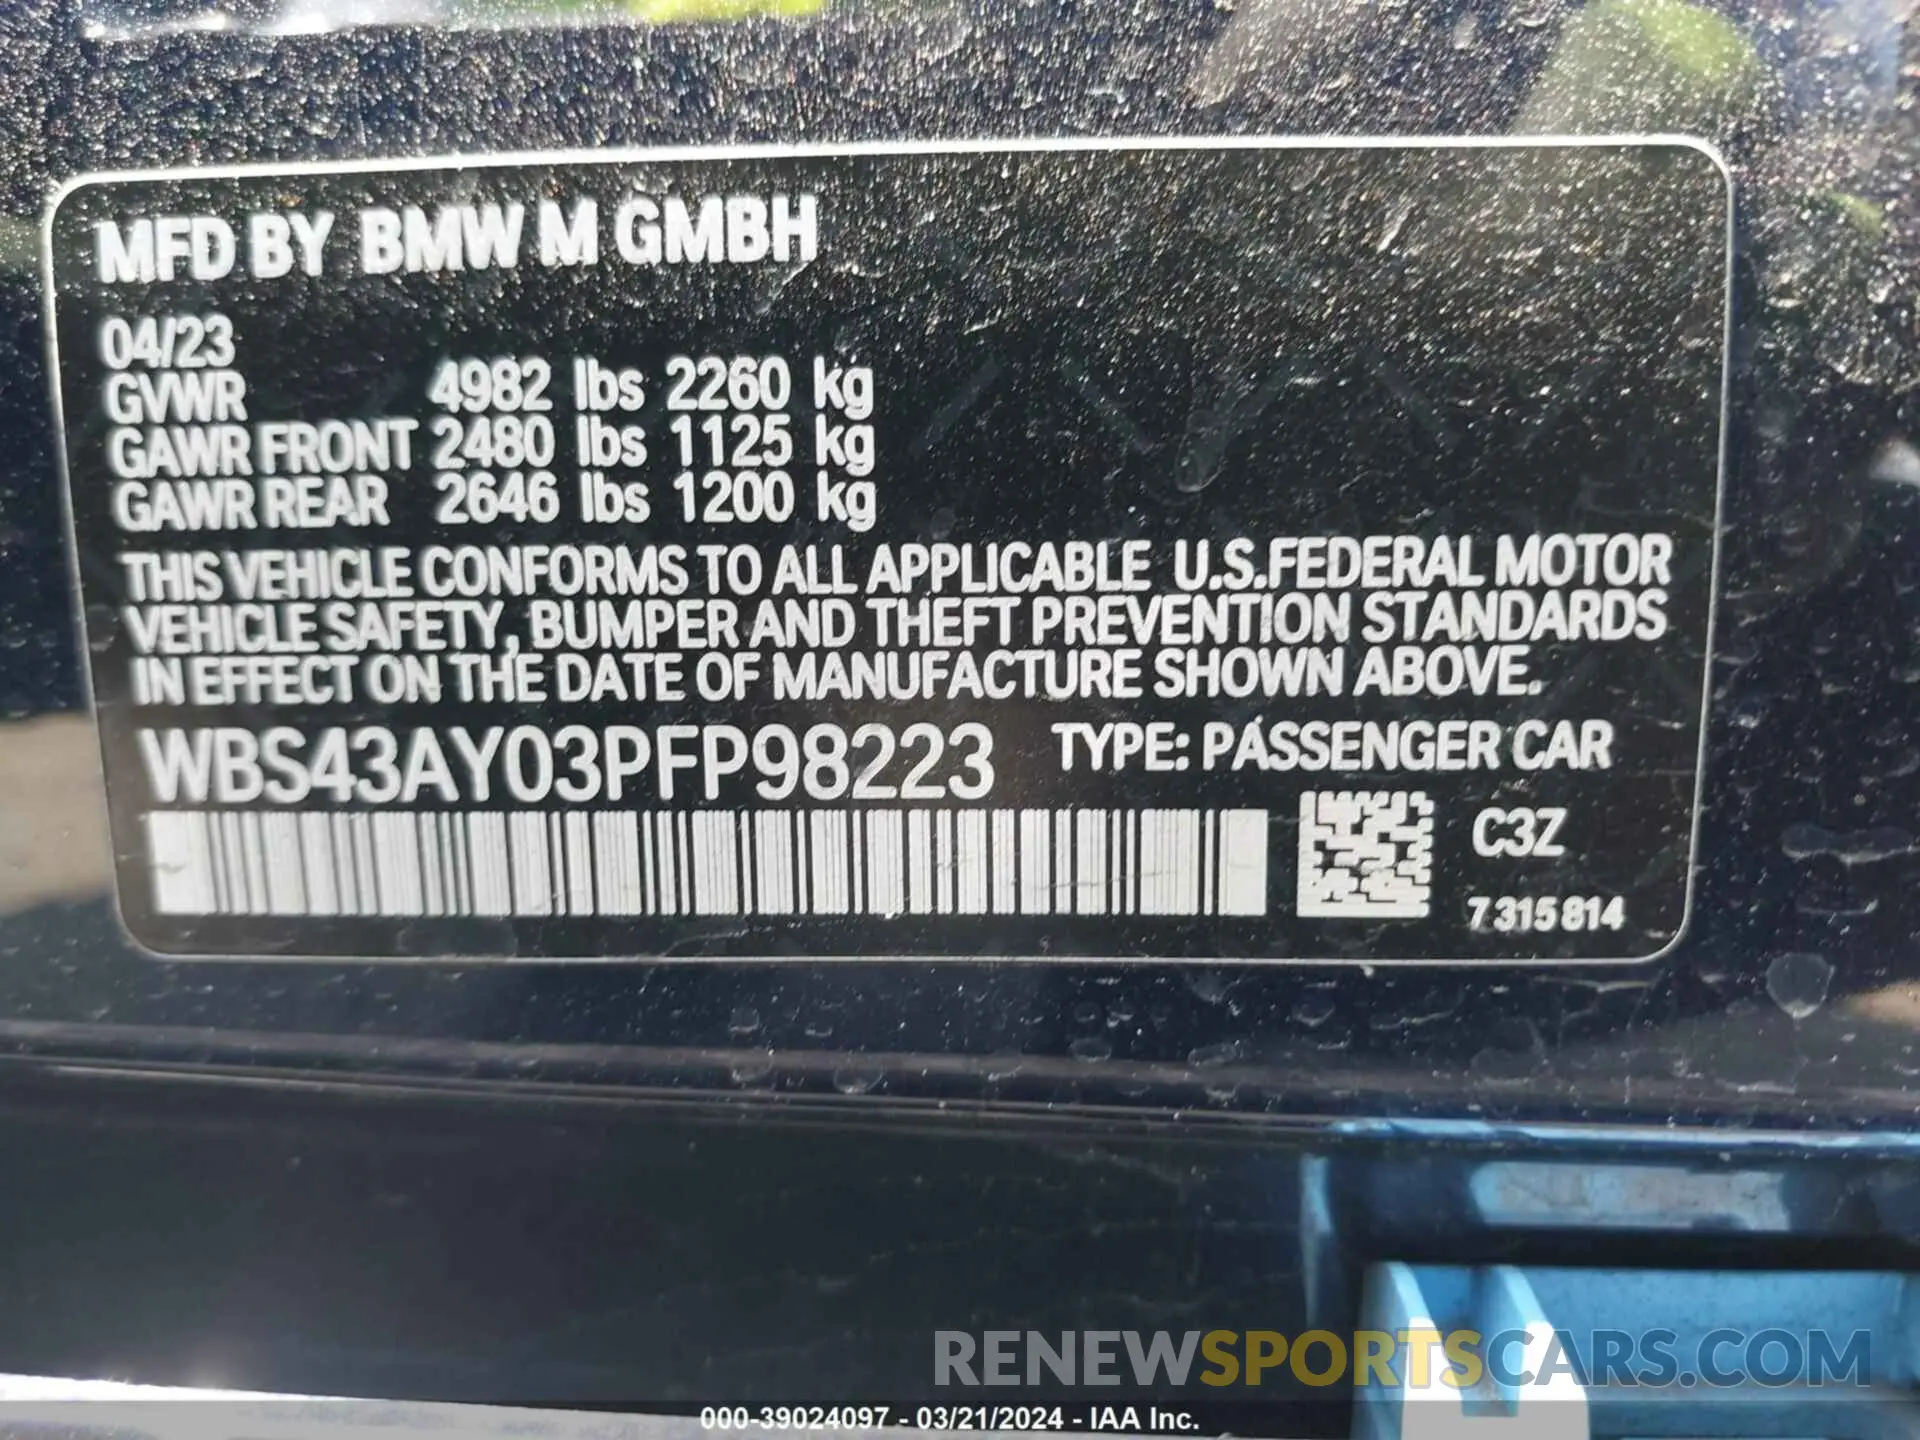 MFD BY BMW M GMBH
04/23
GVWR 4982 lbs 2260 kg
GAWR FRONT 2480 lbs 1125 kg
GAWR REAR 2646 lbs 1200 kg
THIS VEHICLE CONFORMS TO ALL APPLICABLE U.S.FEDERAL MOTOR
VEHICLE SAFETY, BUMPER AND THEFT PREVENTION STANDARDS
IN EFFECT ON THE DATE OF MANUFACTURE SHOWN ABOVE.
WBS43AY03PFP98223 TYPE: PASSENGER CAR
C3Z
7 315 814
RENEWSPORTSCARS.COM
000-39024097 - 03/21/2024 - IAA Inc.